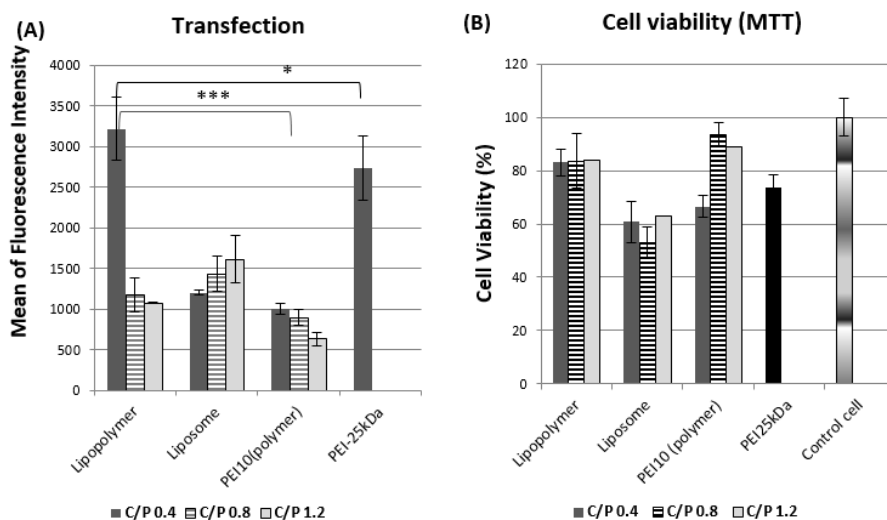 (A)
Transfection
Mean of Fluorescence Intensity
4000
3500
3000
2500
2000
1500
1000
500
0
*
***
Lipopolymer
Liposome
PEI10(polymer)
PEI-25kDa
C/P 0.4 C/P 0.8 C/P 1.2
(B)
Cell viability (MTT)
Cell Viability (%)
120
100
80
60
40
20
0
Lipopolymer
Liposome
PEI10 (polymer)
PEI25kDa
Control cell
C/P 0.4 C/P 0.8 C/P 1.2